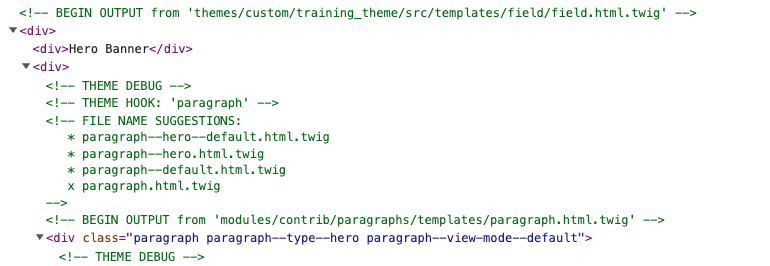 <!-- BEGIN OUTPUT from 'themes/custom/training_theme/src/templates/field/field.html.twig' -->
▼<div>
<div>Hero Banner</div>
▼<div>
<!-- THEME DEBUG -->
<!-- THEME HOOK: 'paragraph' -->
<!-- FILE NAME SUGGESTIONS:
* paragraph--hero--default.html.twig
* paragraph--hero.html.twig
* paragraph--default.html.twig
x paragraph.html.twig
-->
<!-- BEGIN OUTPUT from 'modules/contrib/paragraphs/templates/paragraph.html.twig' -->
▼<div class="paragraph paragraph--type--hero paragraph--view-mode--default">
<!-- THEME DEBUG -->